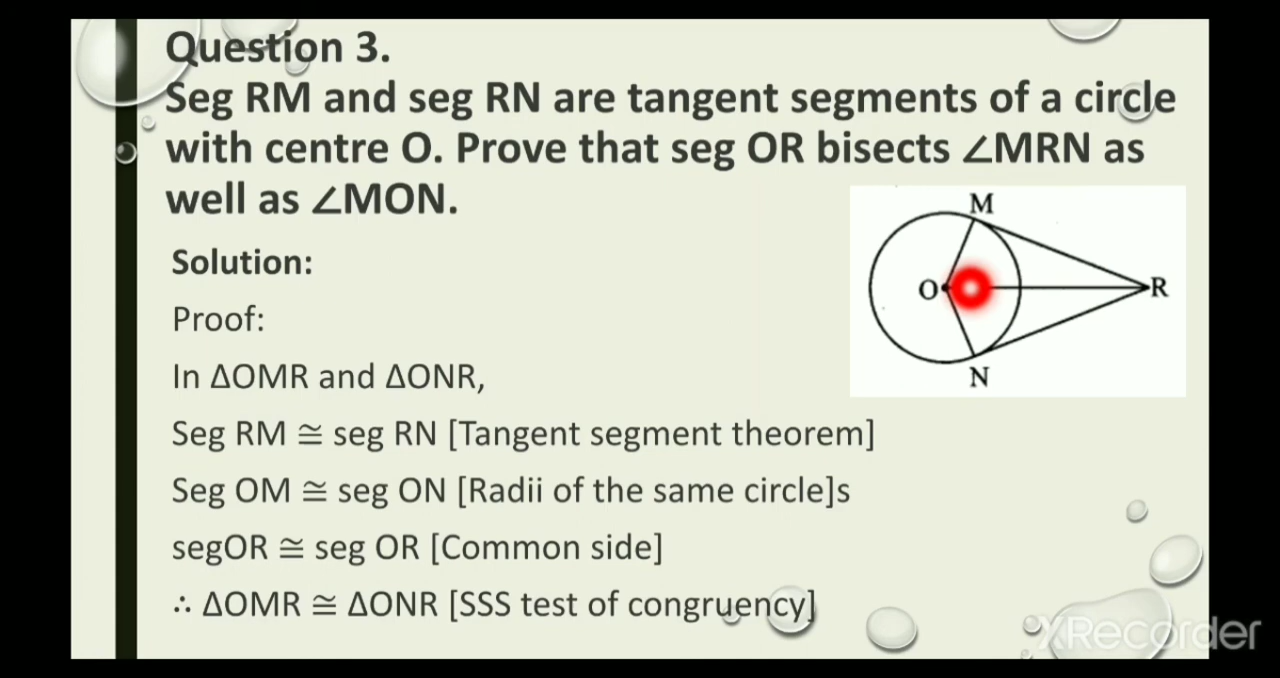 Question 3.
Seg RM and seg RN are tangent segments of a circle
with centre O. Prove that seg OR bisects ∠MRN as
well as ∠MON.
M
Solution:
O
R
Proof:
N
In ΔOMR and ΔONR,
Seg RM ≅ seg RN [Tangent segment theorem]
Seg OM ≅ seg ON [Radii of the same circle]s
segOR ≅ seg OR [Common side]
∴ ΔOMR ≅ ΔONR [SSS test of congruency]
XRecorder